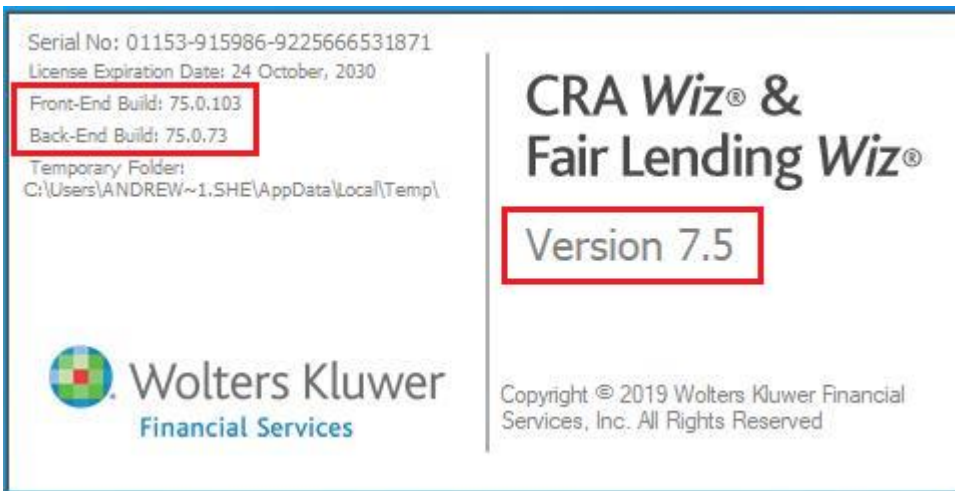 Serial No: 01153-915986-9225666531871
License Expiration Date: 24 October, 2030
Front-End Build: 75.0.103
Back-End Build: 75.0.73
Temporary Folder:
C:\Users\ANDREW~1.SHE\AppData\Local\Temp\
CRA Wiz® &
Fair Lending Wiz®
Version 7.5
Wolters Kluwer
Financial Services
Copyright © 2019 Wolters Kluwer Financial
Services, Inc. All Rights Reserved